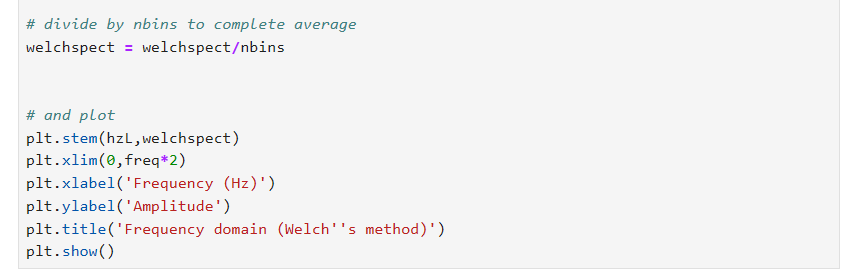 # divide by nbins to complete average
welchspect = welchspect/nbins
# and plot
plt.stem(hzL,welchspect)
plt.xlim(0,freq*2)
plt.xlabel('Frequency (Hz)')
plt.ylabel('Amplitude')
plt.title('Frequency domain (Welch''s method)')
plt.show()